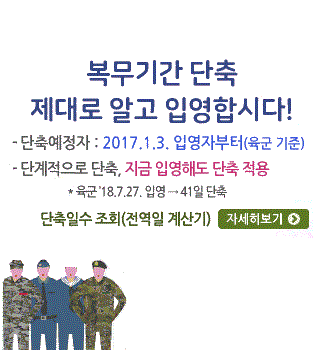 복무기간 단축
제대로 알고 입영합시다!
- 단축예정자 : 2017.1.3. 입영자부터(육군 기준)
- 단계적으로 단축, 지금 입영해도 단축 적용
* 육군 '18.7.27. 입영 → 41일 단축
단축일수 조회(전역일 계산기) 자세히보기